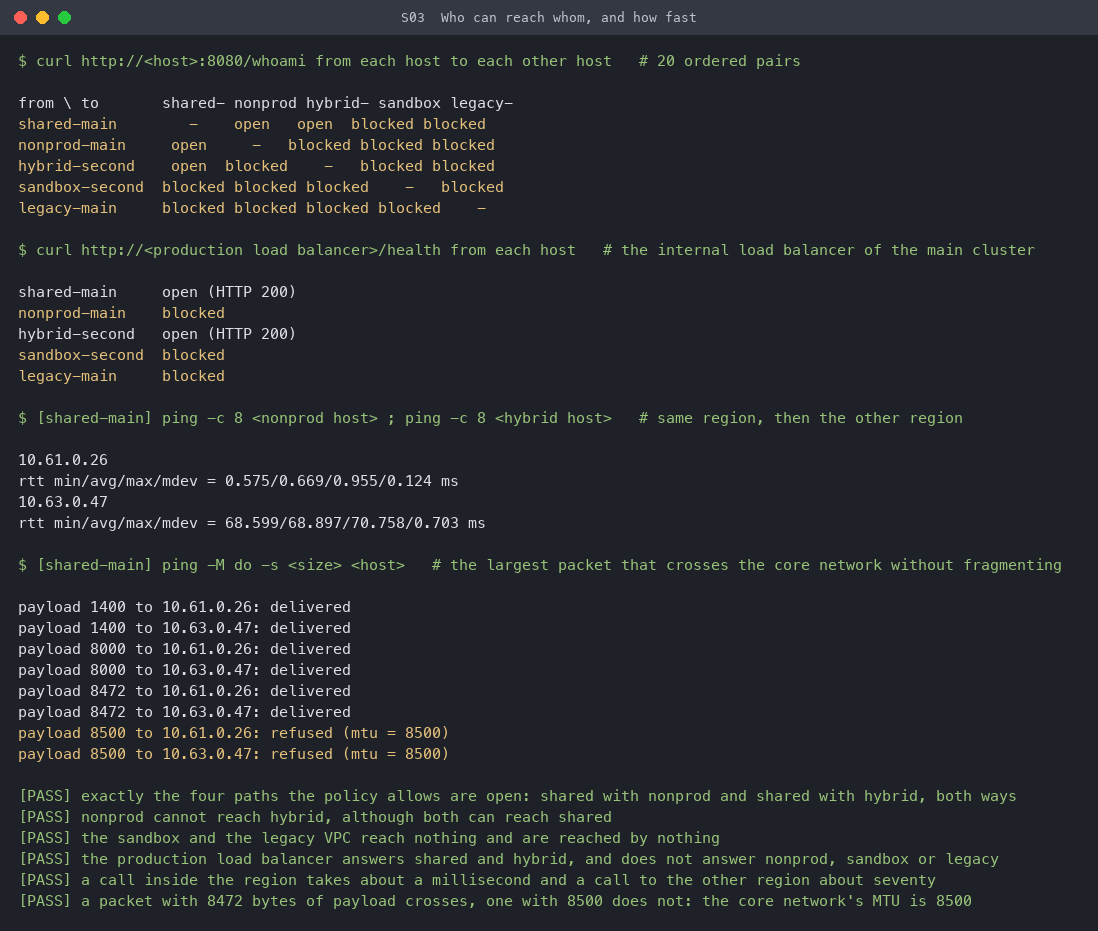 S03  Who can reach whom, and how fast
$ curl http://<host>:8080/whoami from each host to each other host   # 20 ordered pairs
from \ to       shared– nonprod hybrid– sandbox legacy–
shared–main        –    open   open  blocked blocked
nonprod–main     open     –   blocked blocked blocked
hybrid–second    open  blocked    –   blocked blocked
sandbox–second  blocked blocked blocked    –   blocked
legacy–main     blocked blocked blocked blocked    –
$ curl http://<production load balancer>/health from each host   # the internal load balancer of the main cluster
shared–main     open (HTTP 200)
nonprod–main    blocked
hybrid–second   open (HTTP 200)
sandbox–second  blocked
legacy–main     blocked
$ [shared–main] ping –c 8 <nonprod host> ; ping –c 8 <hybrid host>   # same region, then the other region
10.61.0.26
rtt min/avg/max/mdev = 0.575/0.669/0.955/0.124 ms
10.63.0.47
rtt min/avg/max/mdev = 68.599/68.897/70.758/0.703 ms
$ [shared–main] ping –M do –s <size> <host>   # the largest packet that crosses the core network without fragmenting
payload 1400 to 10.61.0.26: delivered
payload 1400 to 10.63.0.47: delivered
payload 8000 to 10.61.0.26: delivered
payload 8000 to 10.63.0.47: delivered
payload 8472 to 10.61.0.26: delivered
payload 8472 to 10.63.0.47: delivered
payload 8500 to 10.61.0.26: refused (mtu = 8500)
payload 8500 to 10.63.0.47: refused (mtu = 8500)
[PASS] exactly the four paths the policy allows are open: shared with nonprod and shared with hybrid, both ways
[PASS] nonprod cannot reach hybrid, although both can reach shared
[PASS] the sandbox and the legacy VPC reach nothing and are reached by nothing
[PASS] the production load balancer answers shared and hybrid, and does not answer nonprod, sandbox or legacy
[PASS] a call inside the region takes about a millisecond and a call to the other region about seventy
[PASS] a packet with 8472 bytes of payload crosses, one with 8500 does not: the core network's MTU is 8500